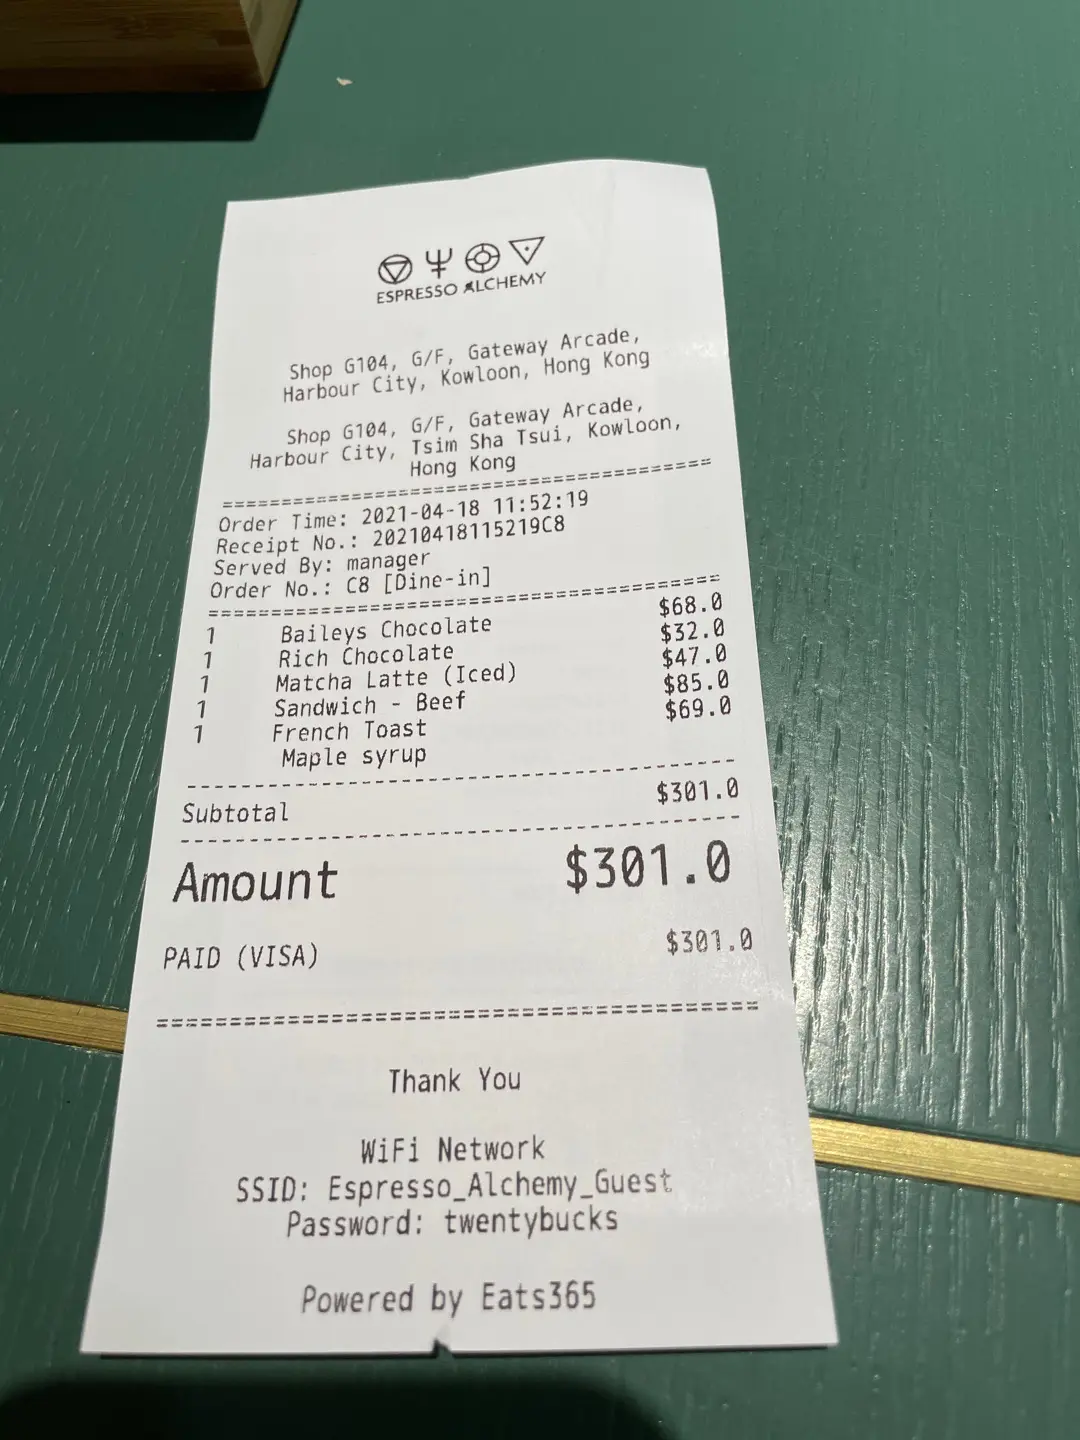 ESPRESSO ALCHEMY
Shop G104, G/F, Gateway Arcade,
Harbour City, Kowloon, Hong Kong
Shop G104, G/F, Gateway Arcade,
Harbour City, Tsim Sha Tsui, Kowloon,
Hong Kong
==========================================
Order Time: 2021-04-18 11:52:19
Receipt No.: 20210418115219C8
Served By: manager
Order No.: C8 [Dine-in]
==========================================
1 Baileys Chocolate $68.0
1 Rich Chocolate $32.0
1 Matcha Latte (Iced) $47.0
1 Sandwich - Beef $85.0
1 French Toast $69.0
Maple syrup
------------------------------------------
Subtotal $301.0
------------------------------------------
Amount $301.0
PAID (VISA) $301.0
==========================================
Thank You
WiFi Network
SSID: Espresso_Alchemy_Guest
Password: twentybucks
Powered by Eats365